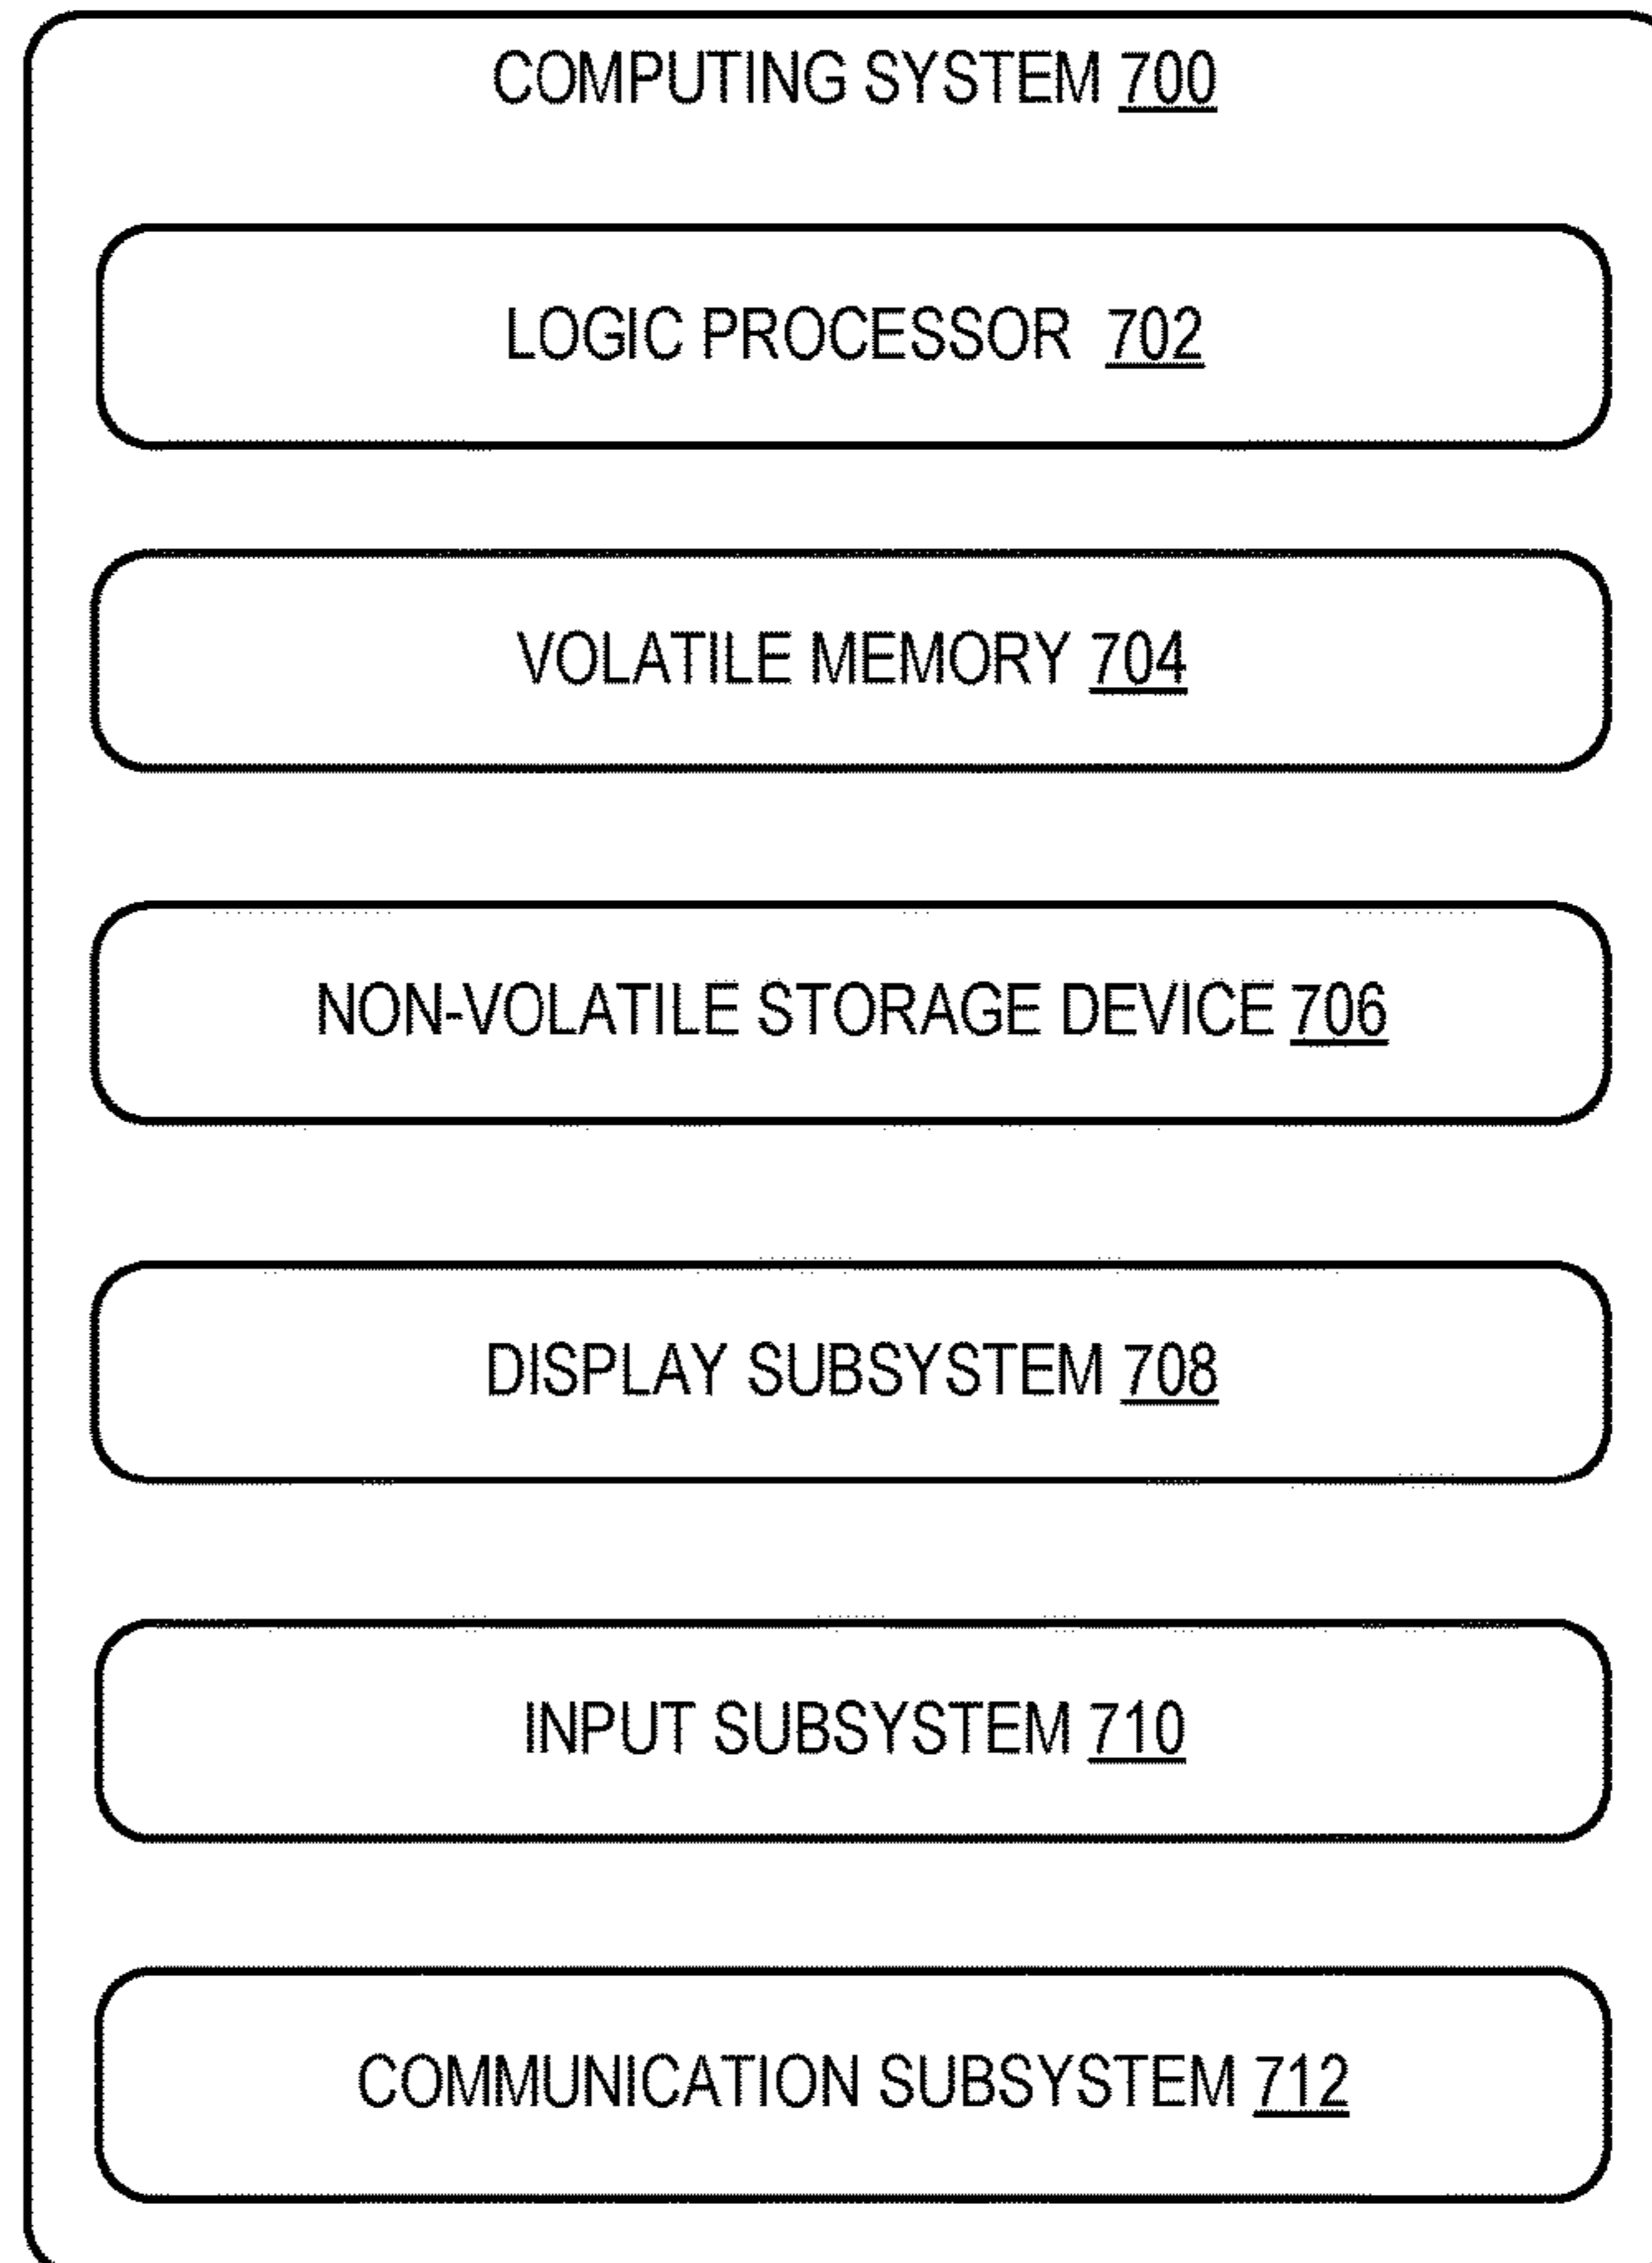 COMPUTING SYSTEM 700
LOGIC PROCESSOR 702
VOLATILE MEMORY 704
NON-VOLATILE STORAGE DEVICE 706
DISPLAY SUBSYSTEM 708
INPUT SUBSYSTEM 710
COMMUNICATION SUBSYSTEM 712